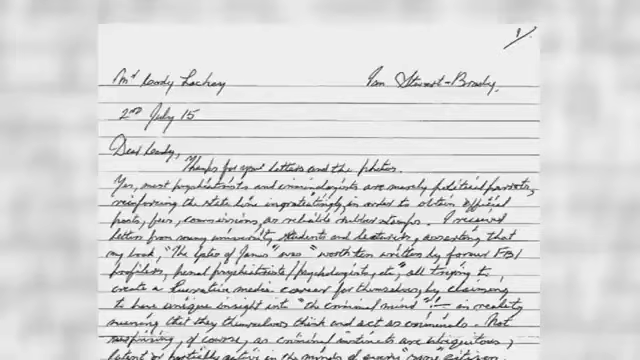 1/
Mr Woody Lackey Ian Stewart-Brady.
2nd July 15
Dear Woody,
Thanks for your letters and the photos.
Yes, most psychiatrists and criminologists are merely political parrots,
reinforcing the state line ingratiatingly, in order to obtain official
posts, fees, commissions, as reliable rubber stamps. I received
letters from many university students and lecturers, asserting that
my book, "The Gates of Janus" was "worth ten written by former FBI
profilers, penal psychiatrists/psychologists, etc", all trying to
create a lucrative media career for themselves, by claiming
to have unique insight into "the criminal mind"!! — in reality
meaning that they themselves think and act as criminals. Not
surprising, of course, as criminal instincts are ubiquitous,
latent or partially active in the minds of every sane citizen.